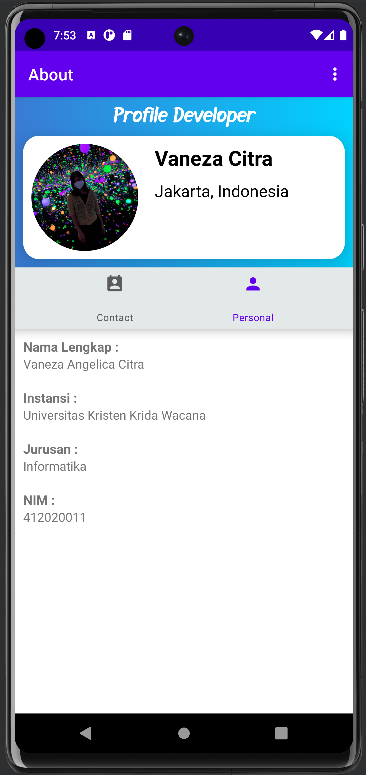 7:53
About
Profile Developer
Vaneza Citra
Jakarta, Indonesia
Contact
Personal
Nama Lengkap :
Vaneza Angelica Citra
Instansi :
Universitas Kristen Krida Wacana
Jurusan :
Informatika
NIM :
412020011